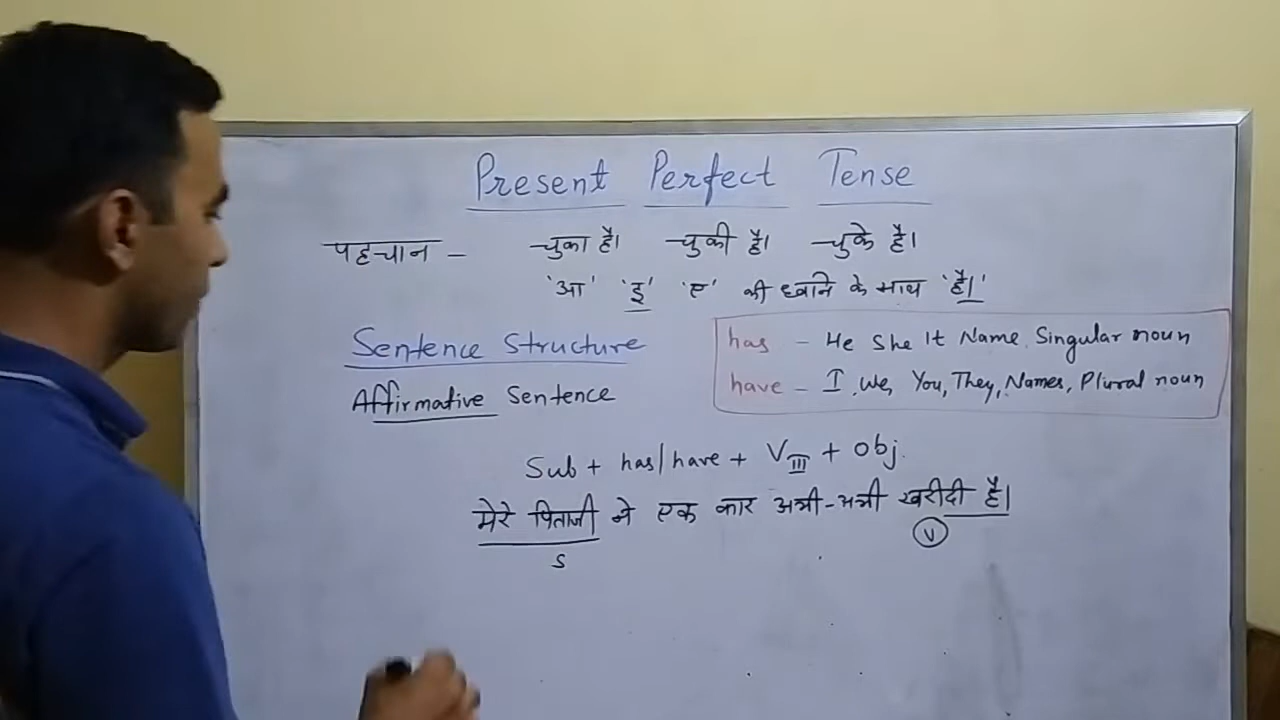 Present Perfect Tense
पहचान - चुका है। चुकी है। चुके है।
'आ' 'इ' 'ए' की ध्वनि के साथ 'है।'
Sentence Structure
has - He She It Name Singular noun
have - I, We, You, They, Names, Plural noun
Affirmative Sentence
Sub + has/have + VIII + Obj.
मेरे पिताजी ने एक कार अभी-अभी खरीदी है।
S
V